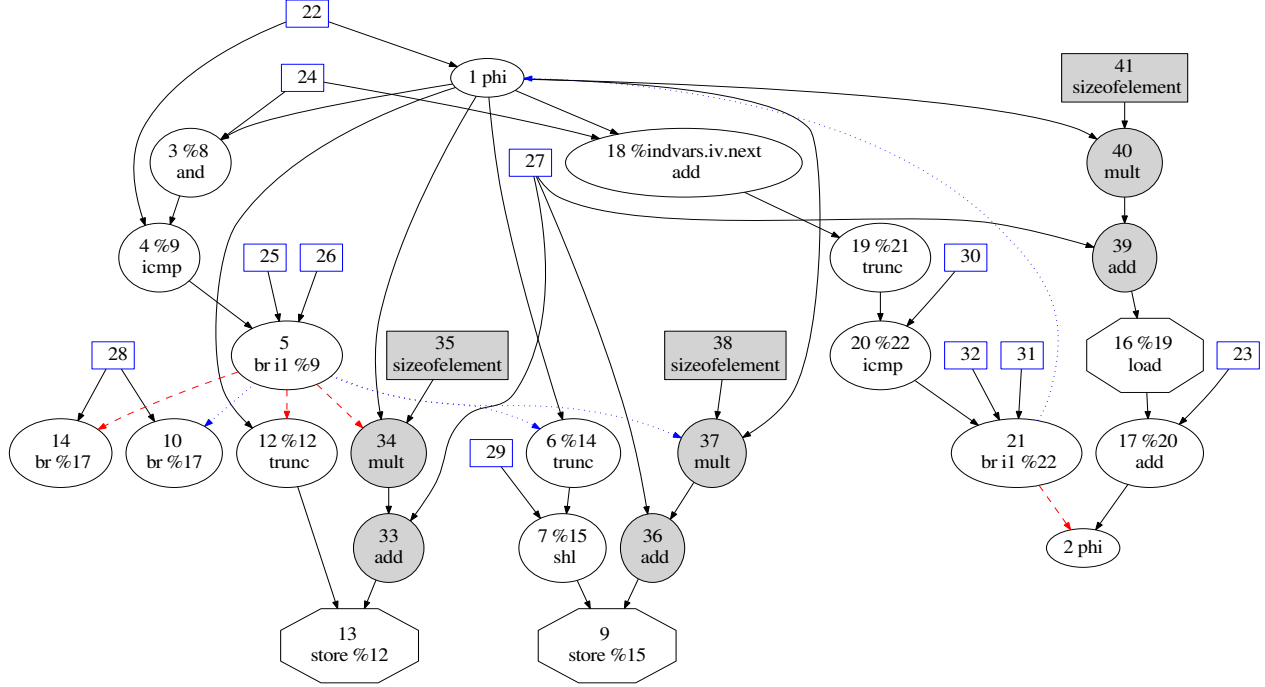 22
1 phi
24
41
sizeofelement
3 %8
and
27
18 %indvars.iv.next
add
40
mult
4 %9
icmp
25
26
19 %21
trunc
30
39
add
5
br i1 %9
28
35
sizeofelement
38
sizeofelement
20 %22
icmp
32
31
16 %19
load
23
14
br %17
10
br %17
12 %12
trunc
34
mult
29
6 %14
trunc
37
mult
21
br i1 %22
17 %20
add
33
add
7 %15
shl
36
add
2 phi
13
store %12
9
store %15